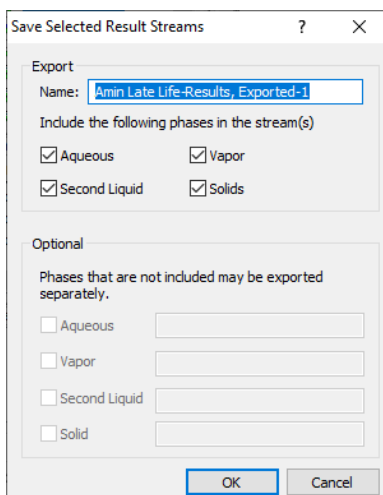 Save Selected Result Streams ? X
Export
Name: Amin Late Life-Results, Exported-1
Include the following phases in the stream(s)
Aqueous Vapor
Second Liquid Solids
Optional
Phases that are not included may be exported
separately.
Aqueous
Vapor
Second Liquid
Solid
OK Cancel